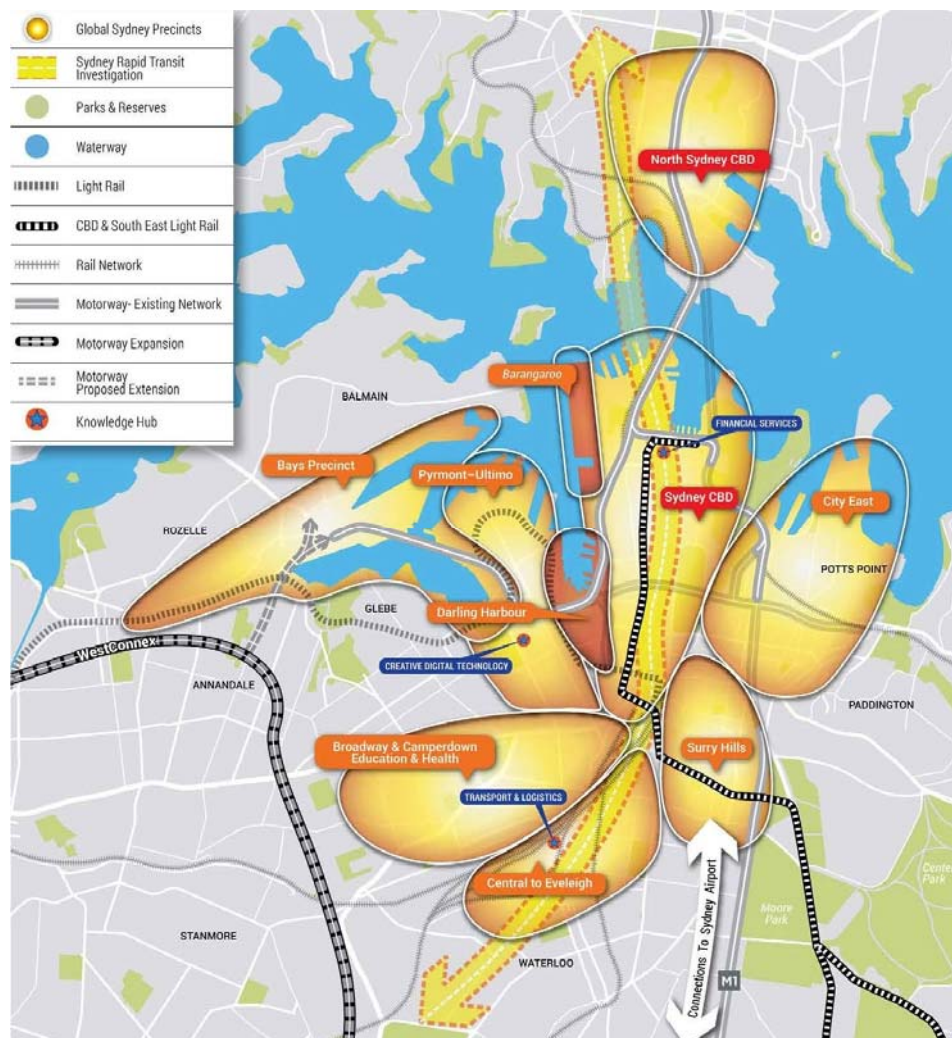 Global Sydney Precincts
Sydney Rapid Transit
Investigation
Parks & Reserves
Waterway
Light Rail
CBD & South East Light Rail
Rail Network
Motorway- Existing Network
Motorway Expansion
Motorway
Proposed Extension
Knowledge Hub
North Sydney CBD
Barangaroo
BALMAIN
FINANCIAL SERVICES
Bays Precinct
Pyrmont–Ultimo
Sydney CBD
City East
ROZELLE
POTTS POINT
GLEBE
Darling Harbour
WestConnex
CREATIVE DIGITAL TECHNOLOGY
ANNANDALE
PADDINGTON
Broadway & Camperdown
Education & Health
Surry Hills
TRANSPORT & LOGISTICS
Central to Eveleigh
Connections To Sydney Airport
Moore
Park
Park
STANMORE
WATERLOO
M1